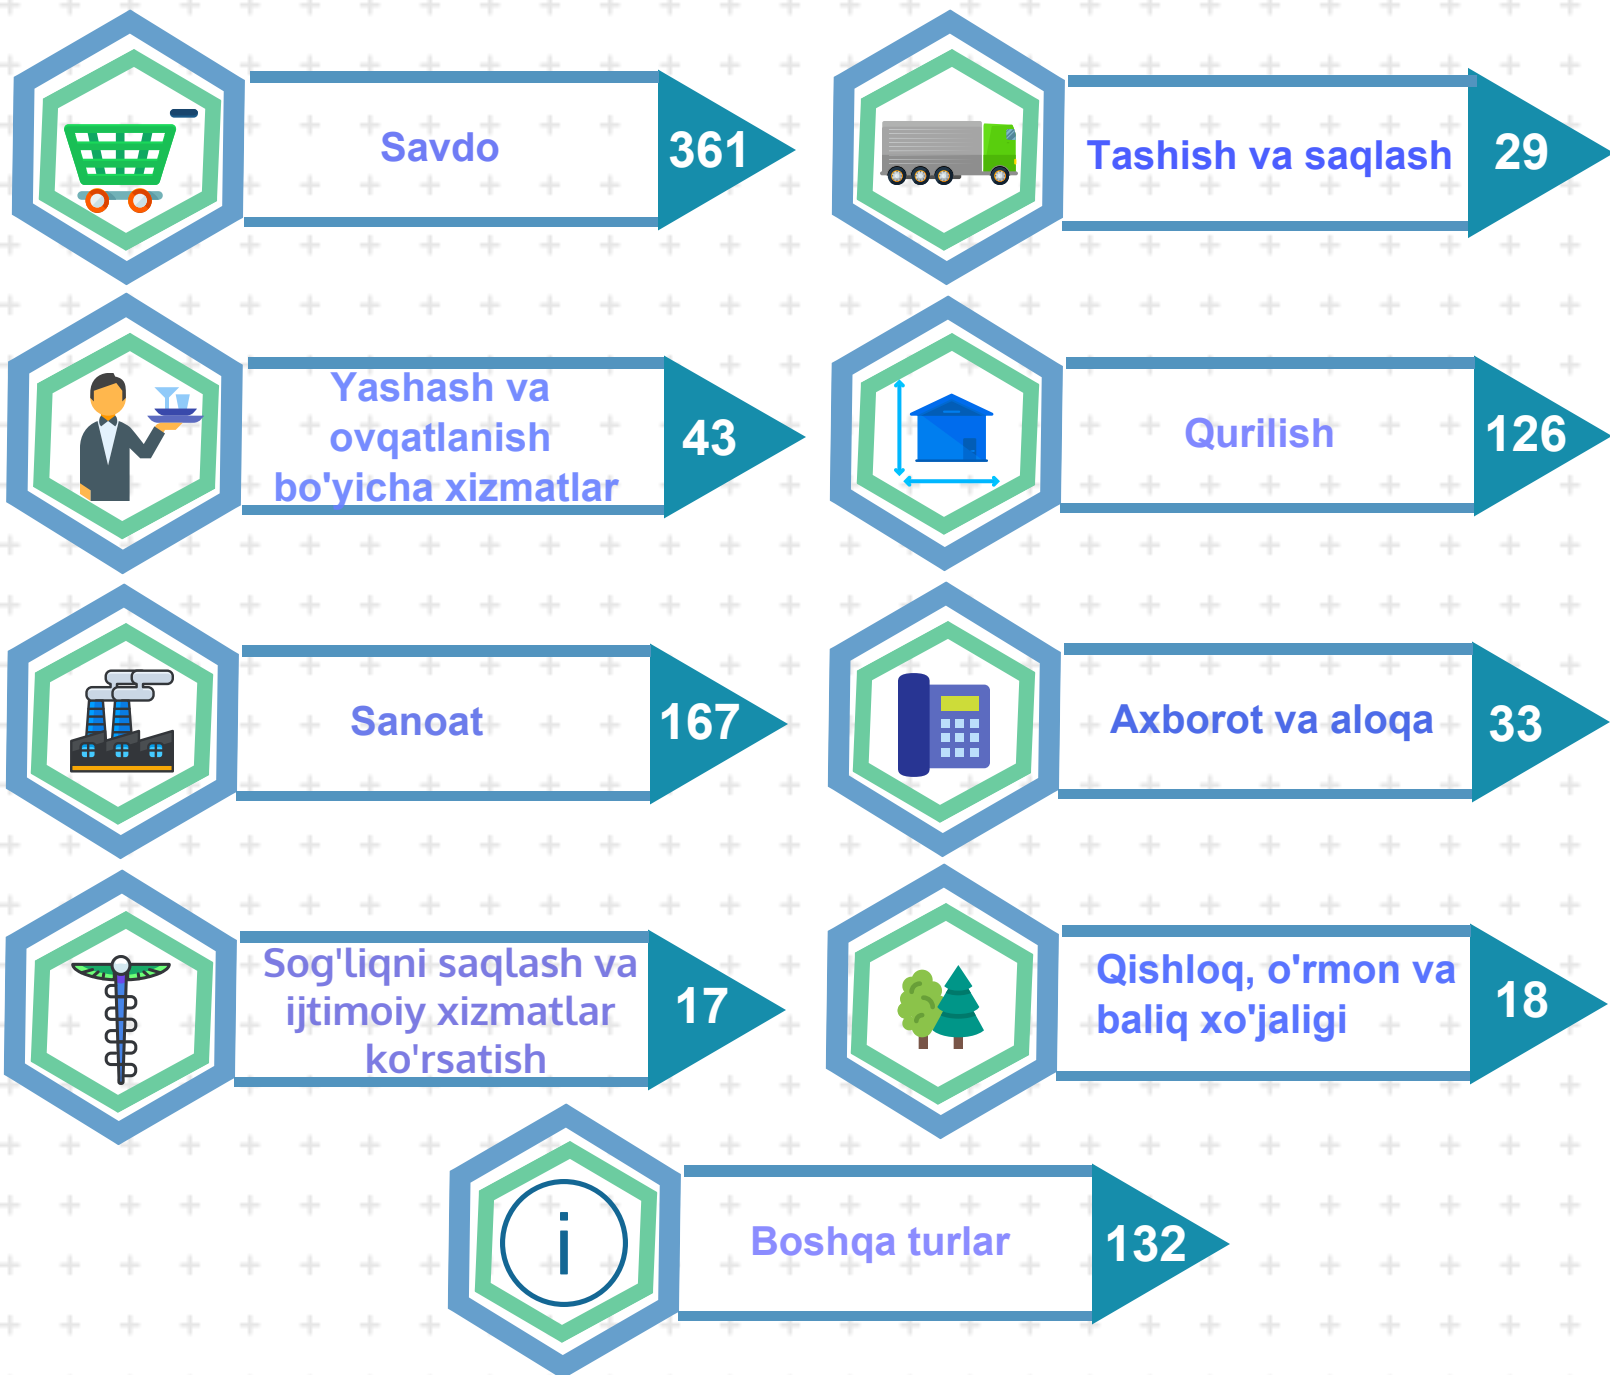 Savdo
361
Tashish va saqlash
29
Yashash va
ovqatlanish
bo'yicha xizmatlar
43
Qurilish
126
Sanoat
167
Axborot va aloqa
33
Sog'liqni saqlash va
ijtimoiy xizmatlar
ko'rsatish
17
Qishloq, o'rmon va
baliq xo'jaligi
18
i
Boshqa turlar
132